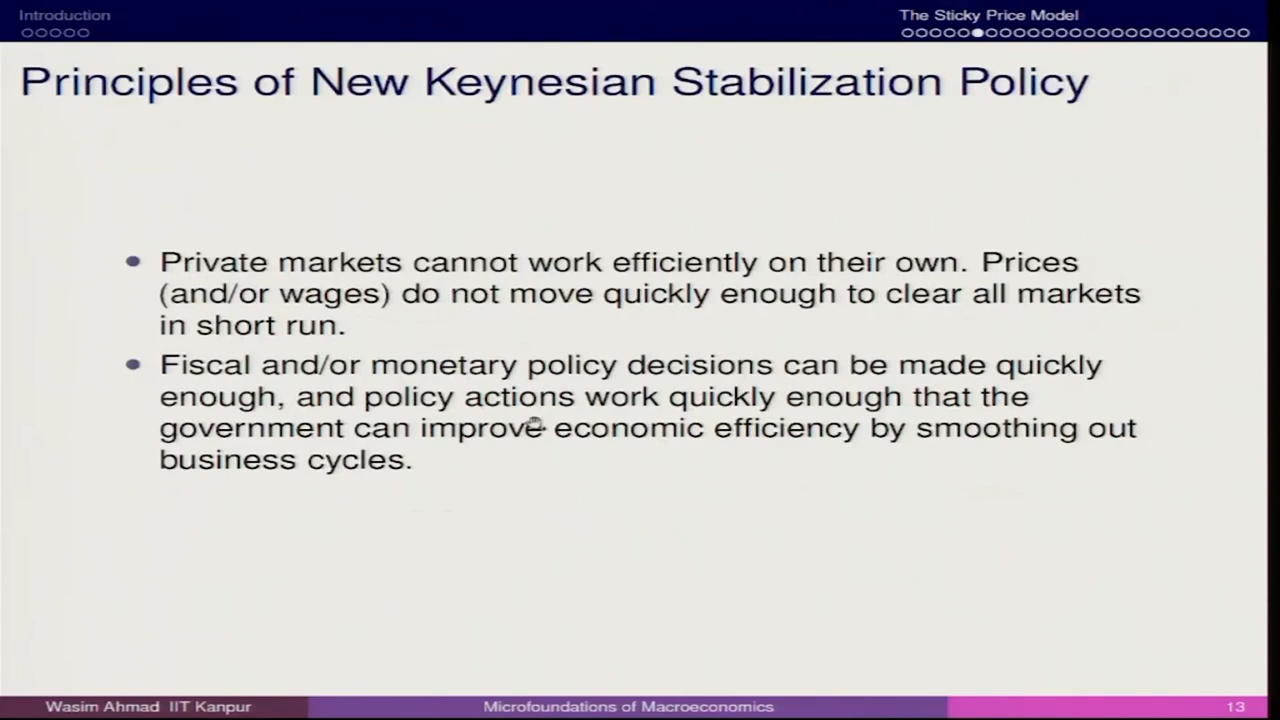 Introduction
The Sticky Price Model
Principles of New Keynesian Stabilization Policy
Private markets cannot work efficiently on their own. Prices
(and/or wages) do not move quickly enough to clear all markets
in short run.
Fiscal and/or monetary policy decisions can be made quickly
enough, and policy actions work quickly enough that the
government can improve economic efficiency by smoothing out
business cycles.
Wasim Ahmad IIT Kanpur
Microfoundations of Macroeconomics
13